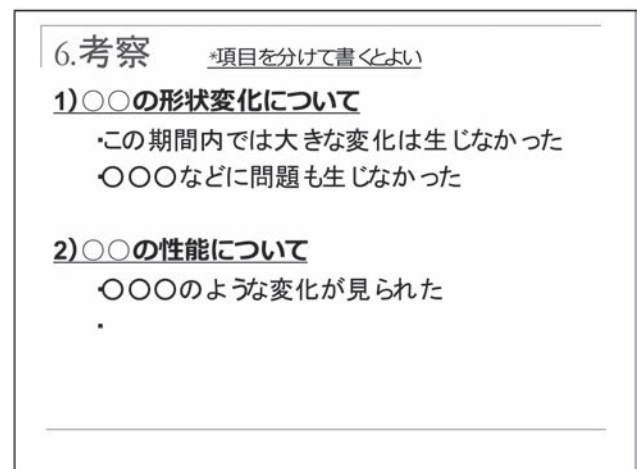 6.考察 *項目を分けて書くとよい
1)○○の形状変化について
・この期間内では大きな変化は生じなかった
・○○○などに問題も生じなかった
2)○○の性能について
・○○○のような変化が見られた
・